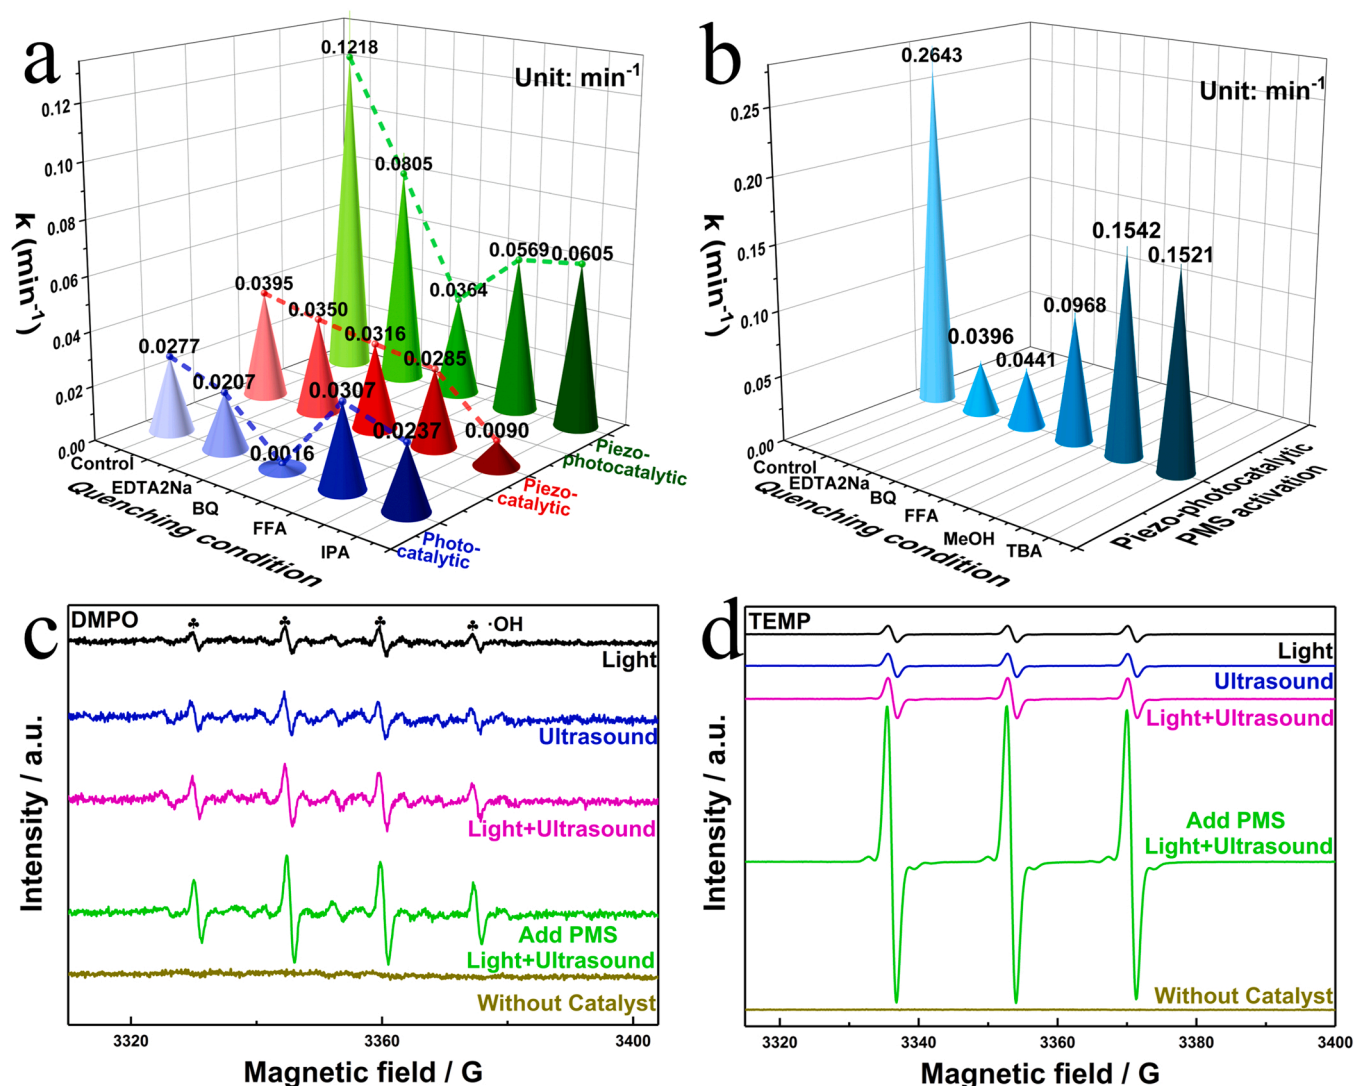 a
Unit: min-1
k (min-1)
0.12
0.10
0.08
0.06
0.04
0.02
0.00
0.1218
0.0805
0.0364
0.0569
0.0605
0.0395
0.0350
0.0316
0.0285
0.0090
0.0277
0.0207
0.0016
0.0307
0.0237
Control
EDTA2Na
BQ
FFA
IPA
Quenching condition
Photo-
catalytic
Piezo-
catalytic
Piezo-
photocatalytic
b
Unit: min-1
k (min-1)
0.25
0.20
0.15
0.10
0.05
0.00
0.2643
0.0396
0.0441
0.0968
0.1542
0.1521
Control
EDTA2Na
BQ
FFA
MeOH
TBA
Quenching condition
Piezo-photocatalytic
PMS activation
c
DMPO
♣ ♣ ♣ ♣ ·OH
Light
Ultrasound
Light+Ultrasound
Add PMS
Light+Ultrasound
Without Catalyst
Intensity / a.u.
3320 3360 3400
Magnetic field / G
d
TEMP
Light
Ultrasound
Light+Ultrasound
Add PMS
Light+Ultrasound
Without Catalyst
Intensity / a.u.
3320 3340 3360 3380 3400
Magnetic field / G